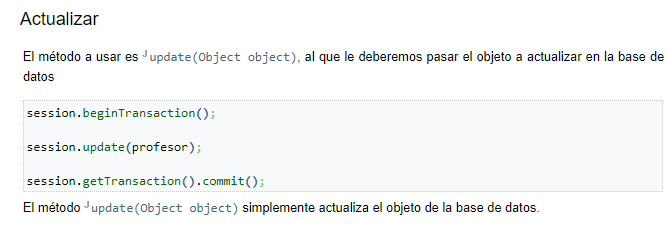 Actualizar
El método a usar es update(Object object), al que le deberemos pasar el objeto a actualizar en la base de
datos
session.beginTransaction();
session.update(profesor);
session.getTransaction().commit();
El método update(Object object) simplemente actualiza el objeto de la base de datos.